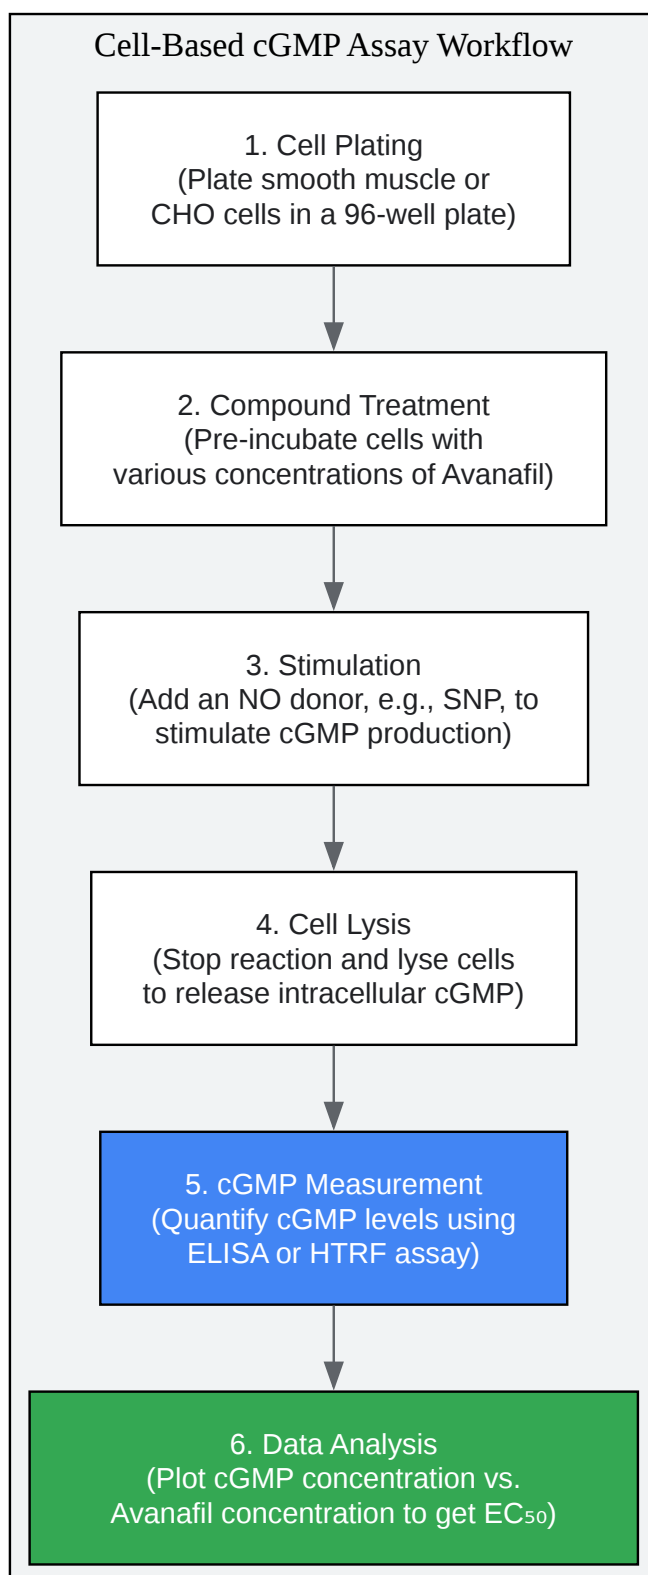 Cell-Based cGMP Assay Workflow
1. Cell Plating
(Plate smooth muscle or
CHO cells in a 96-well plate)
2. Compound Treatment
(Pre-incubate cells with
various concentrations of Avanafil)
3. Stimulation
(Add an NO donor, e.g., SNP, to
stimulate cGMP production)
4. Cell Lysis
(Stop reaction and lyse cells
to release intracellular cGMP)
5. cGMP Measurement
(Quantify cGMP levels using
ELISA or HTRF assay)
6. Data Analysis
(Plot cGMP concentration vs.
Avanafil concentration to get EC₅₀)